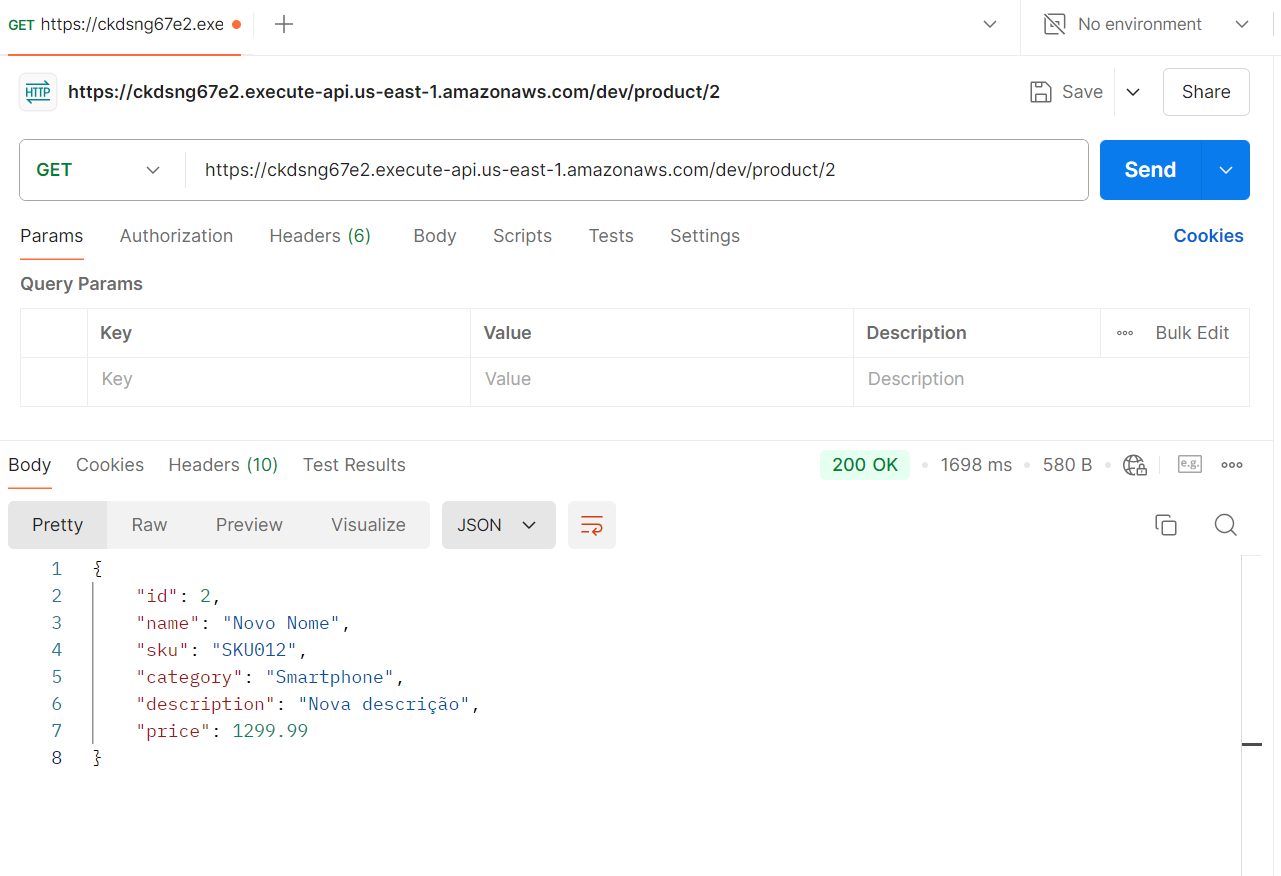 GET https://ckdsng67e2.exe
No environment
HTTP https://ckdsng67e2.execute-api.us-east-1.amazonaws.com/dev/product/2
Save
Share
GET
https://ckdsng67e2.execute-api.us-east-1.amazonaws.com/dev/product/2
Send
Params Authorization Headers (6) Body Scripts Tests Settings Cookies
Query Params
Key Value Description Bulk Edit
Key Value Description
Body Cookies Headers (10) Test Results 200 OK 1698 ms 580 B e.g.
Pretty Raw Preview Visualize JSON
1 {
2 "id": 2,
3 "name": "Novo Nome",
4 "sku": "SKU012",
5 "category": "Smartphone",
6 "description": "Nova descrição",
7 "price": 1299.99
8 }